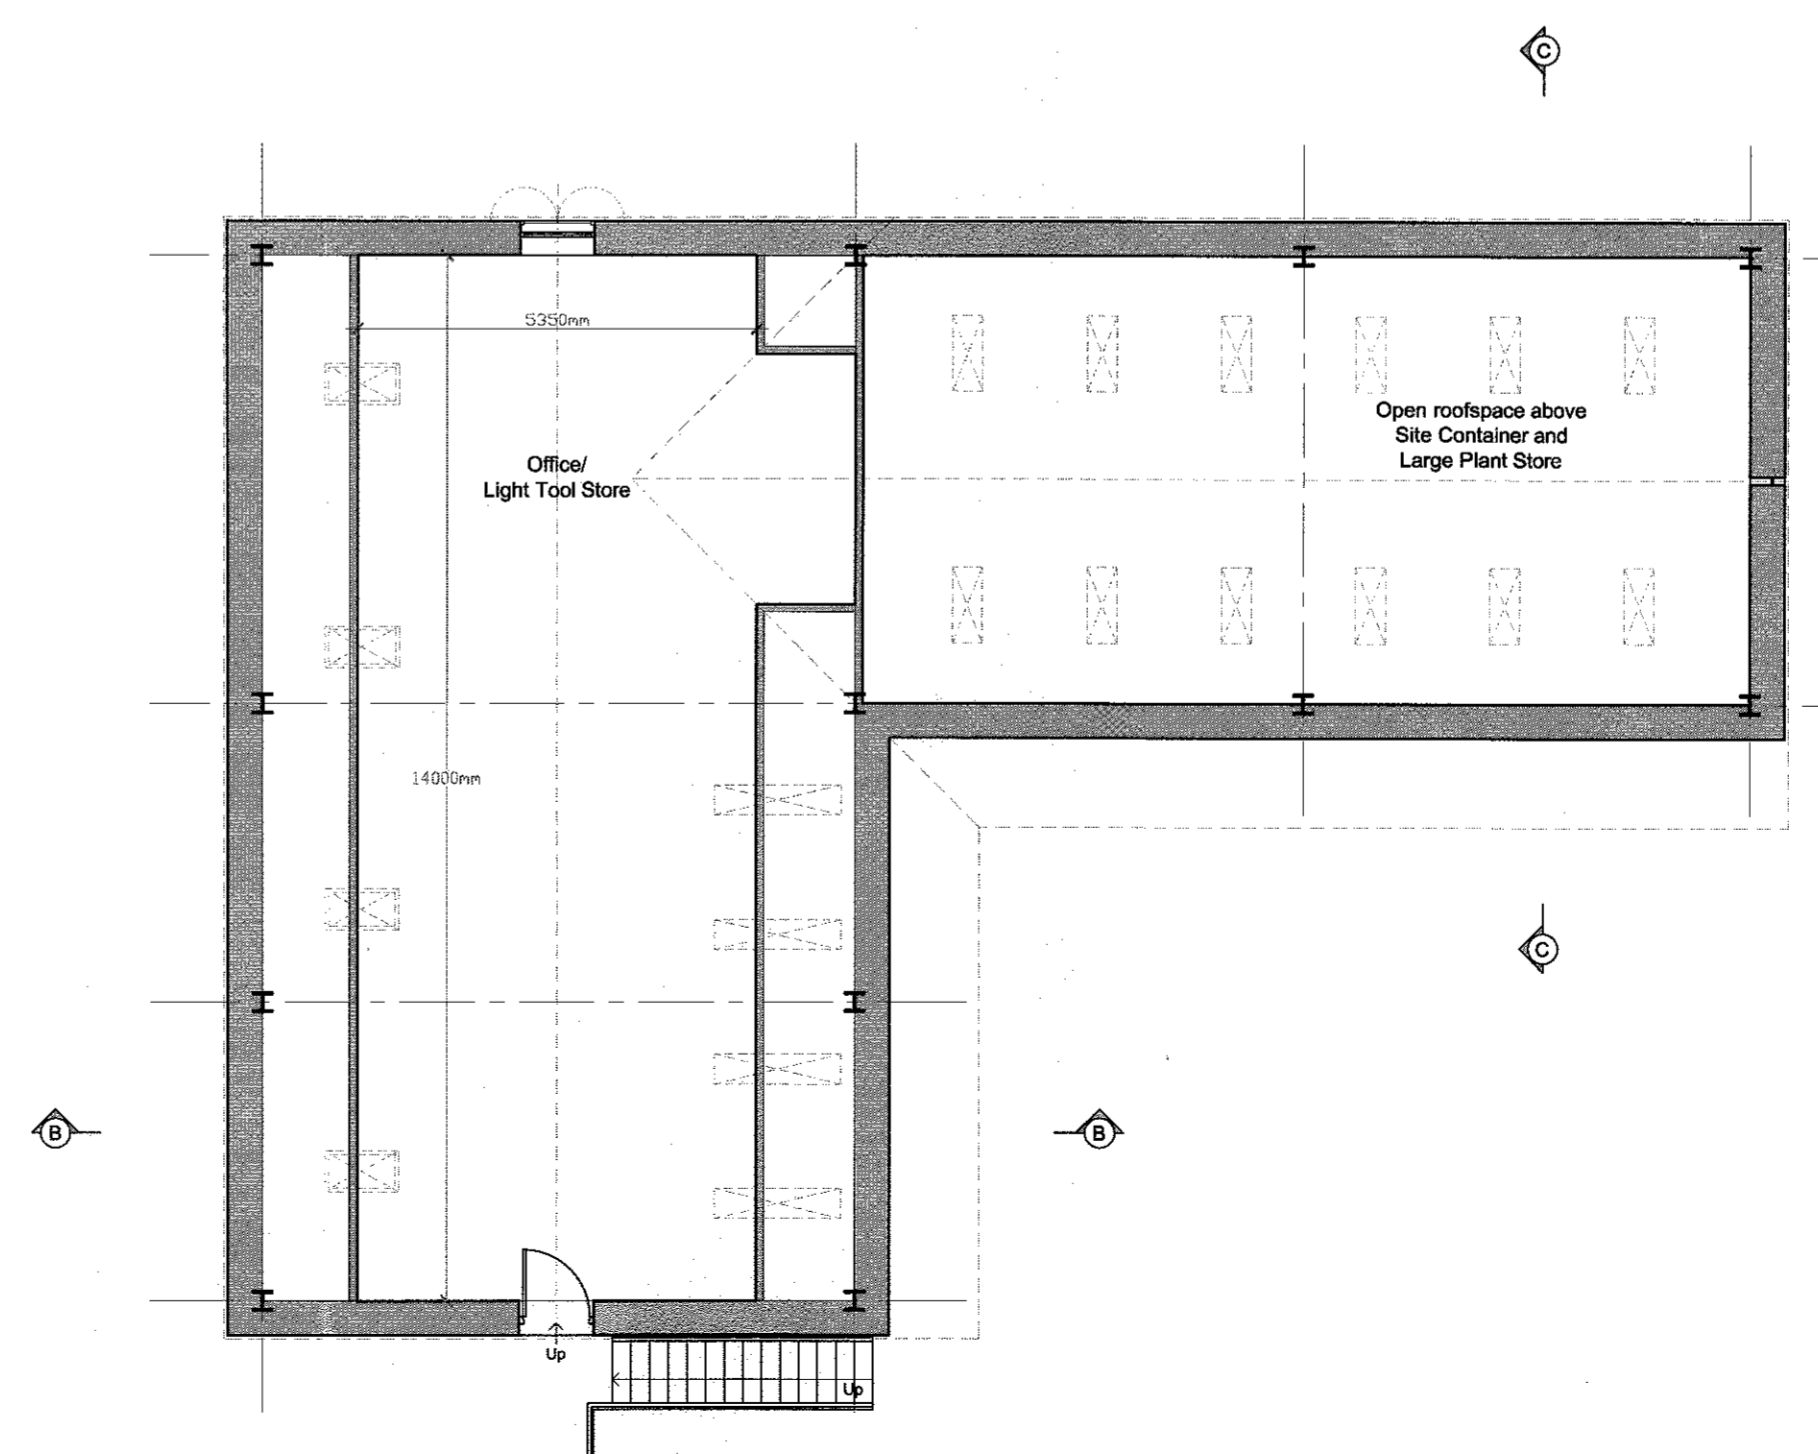 C
5350mm
Open roofspace above
Site Container and
Large Plant Store
Office/
Light Tool Store
14000mm
C
B
B
Up
Up